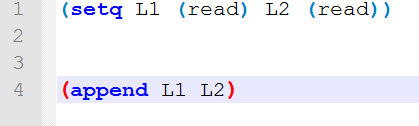 1 (setq L1 (read) L2 (read))
2
3
4 (append L1 L2)